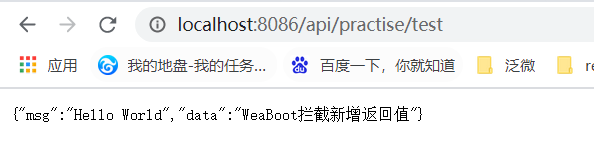 localhost:8086/api/practise/test
应用 我的地盘-我的任务... 百度一下，你就知道 泛微 re
{"msg":"Hello World","data":"WeaBoot拦截新增返回值"}